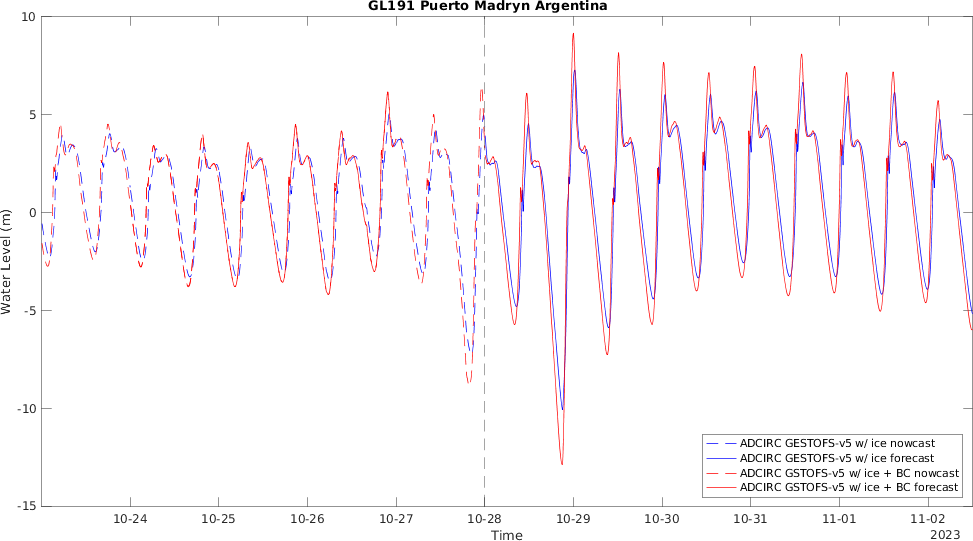 GL191 Puerto Madryn Argentina
10
5
0
-5
-10
-15
Water Level (m)
ADCIRC GESTOFS-v5 w/ ice nowcast
ADCIRC GESTOFS-v5 w/ ice forecast
ADCIRC GSTOFS-v5 w/ ice + BC nowcast
ADCIRC GSTOFS-v5 w/ ice + BC forecast
10-24 10-25 10-26 10-27 10-28 10-29 10-30 10-31 11-01 11-02
Time 2023